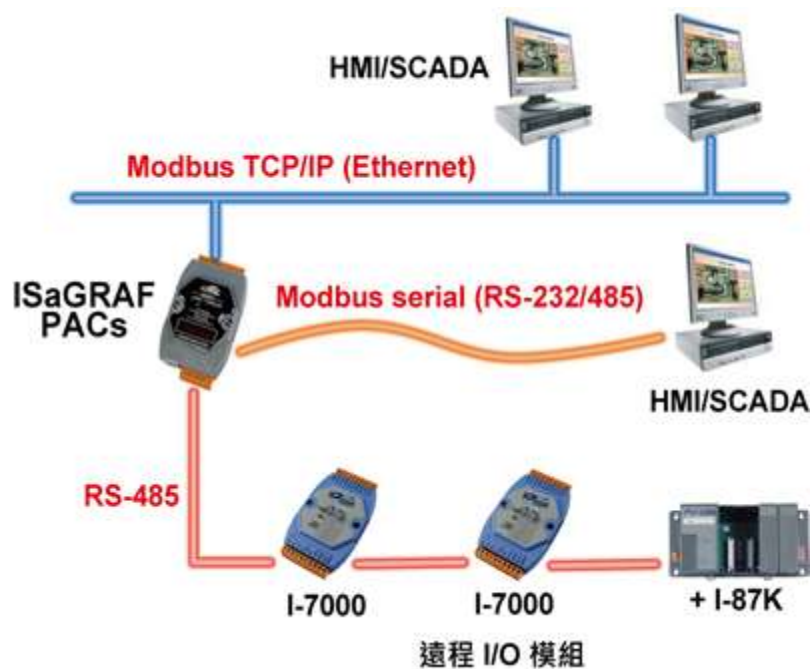 HMI/SCADA
Modbus TCP/IP (Ethernet)
ISaGRAF
PACs
Modbus serial (RS-232/485)
HMI/SCADA
RS-485
I-7000
I-7000
+ I-87K
遠程 I/O 模組